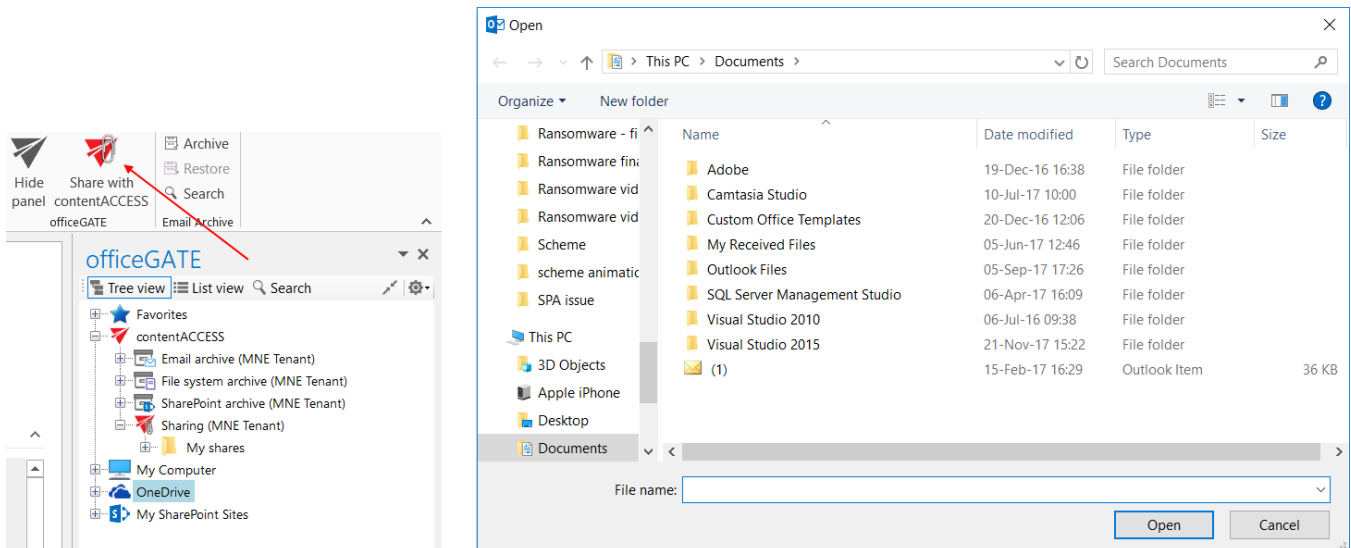 Hide
panel
Share with
contentACCESS
officeGATE
Archive
Restore
Search
Email Archive
officeGATE
Tree view
List view
Search
Favorites
contentACCESS
Email archive (MNE Tenant)
File system archive (MNE Tenant)
SharePoint archive (MNE Tenant)
Sharing (MNE Tenant)
My shares
My Computer
OneDrive
My SharePoint Sites
Open
This PC > Documents >
Search Documents
Organize
New folder
Ransomware - fi
Ransomware fina
Ransomware vid
Ransomware vid
Scheme
scheme animatic
SPA issue
This PC
3D Objects
Apple iPhone
Desktop
Documents
Name Date modified Type Size
Adobe 19-Dec-16 16:38 File folder
Camtasia Studio 10-Jul-17 10:00 File folder
Custom Office Templates 20-Dec-16 12:06 File folder
My Received Files 05-Jun-17 12:46 File folder
Outlook Files 05-Sep-17 17:26 File folder
SQL Server Management Studio 06-Apr-17 16:09 File folder
Visual Studio 2010 06-Jul-16 09:38 File folder
Visual Studio 2015 21-Nov-17 15:22 File folder
(1) 15-Feb-17 16:29 Outlook Item 36 KB
File name:
Open
Cancel